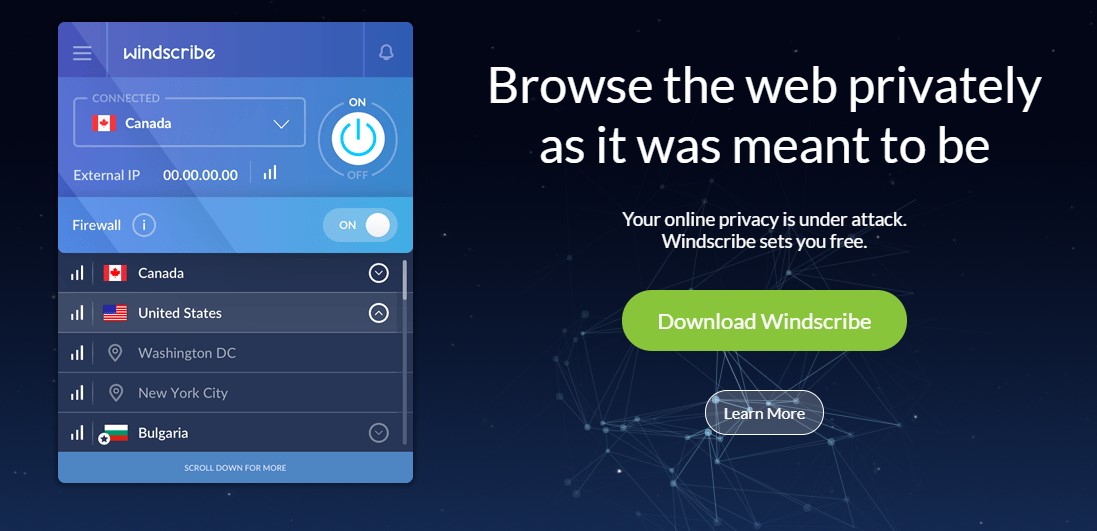 windscribe
CONNECTED
Canada
ON
OFF
External IP 00.00.00.00
Firewall i ON
Canada
United States
Washington DC
New York City
Bulgaria
SCROLL DOWN FOR MORE
Browse the web privately
as it was meant to be
Your online privacy is under attack.
Windscribe sets you free.
Download Windscribe
Learn More